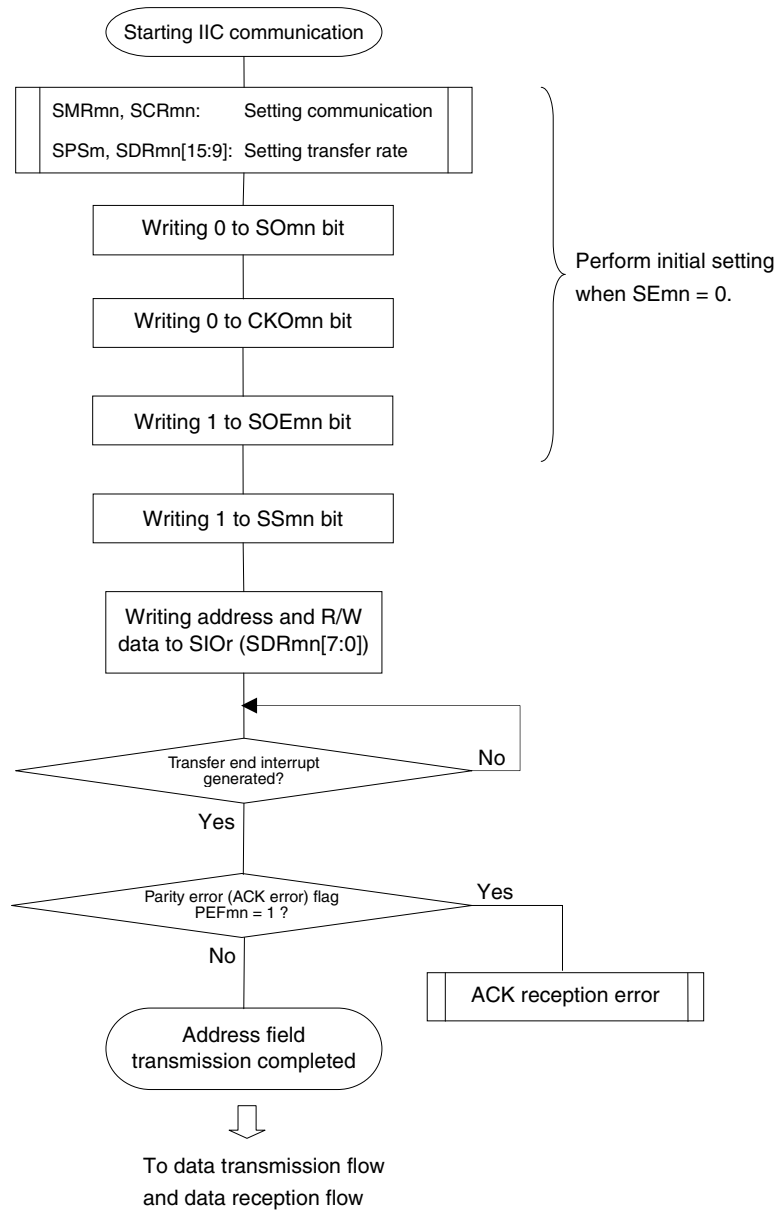 Starting IIC communication
SMRmn, SCRmn: Setting communication
SPSm, SDRmn[15:9]: Setting transfer rate
Writing 0 to SOmn bit
Perform initial setting
when SEmn = 0.
Writing 0 to CKOmn bit
Writing 1 to SOEmn bit
Writing 1 to SSmn bit
Writing address and R/W
data to SIOr (SDRmn[7:0])
Transfer end interrupt
generated?
No
Yes
Parity error (ACK error) flag
PEFmn = 1 ?
Yes
No
ACK reception error
Address field
transmission completed
To data transmission flow
and data reception flow